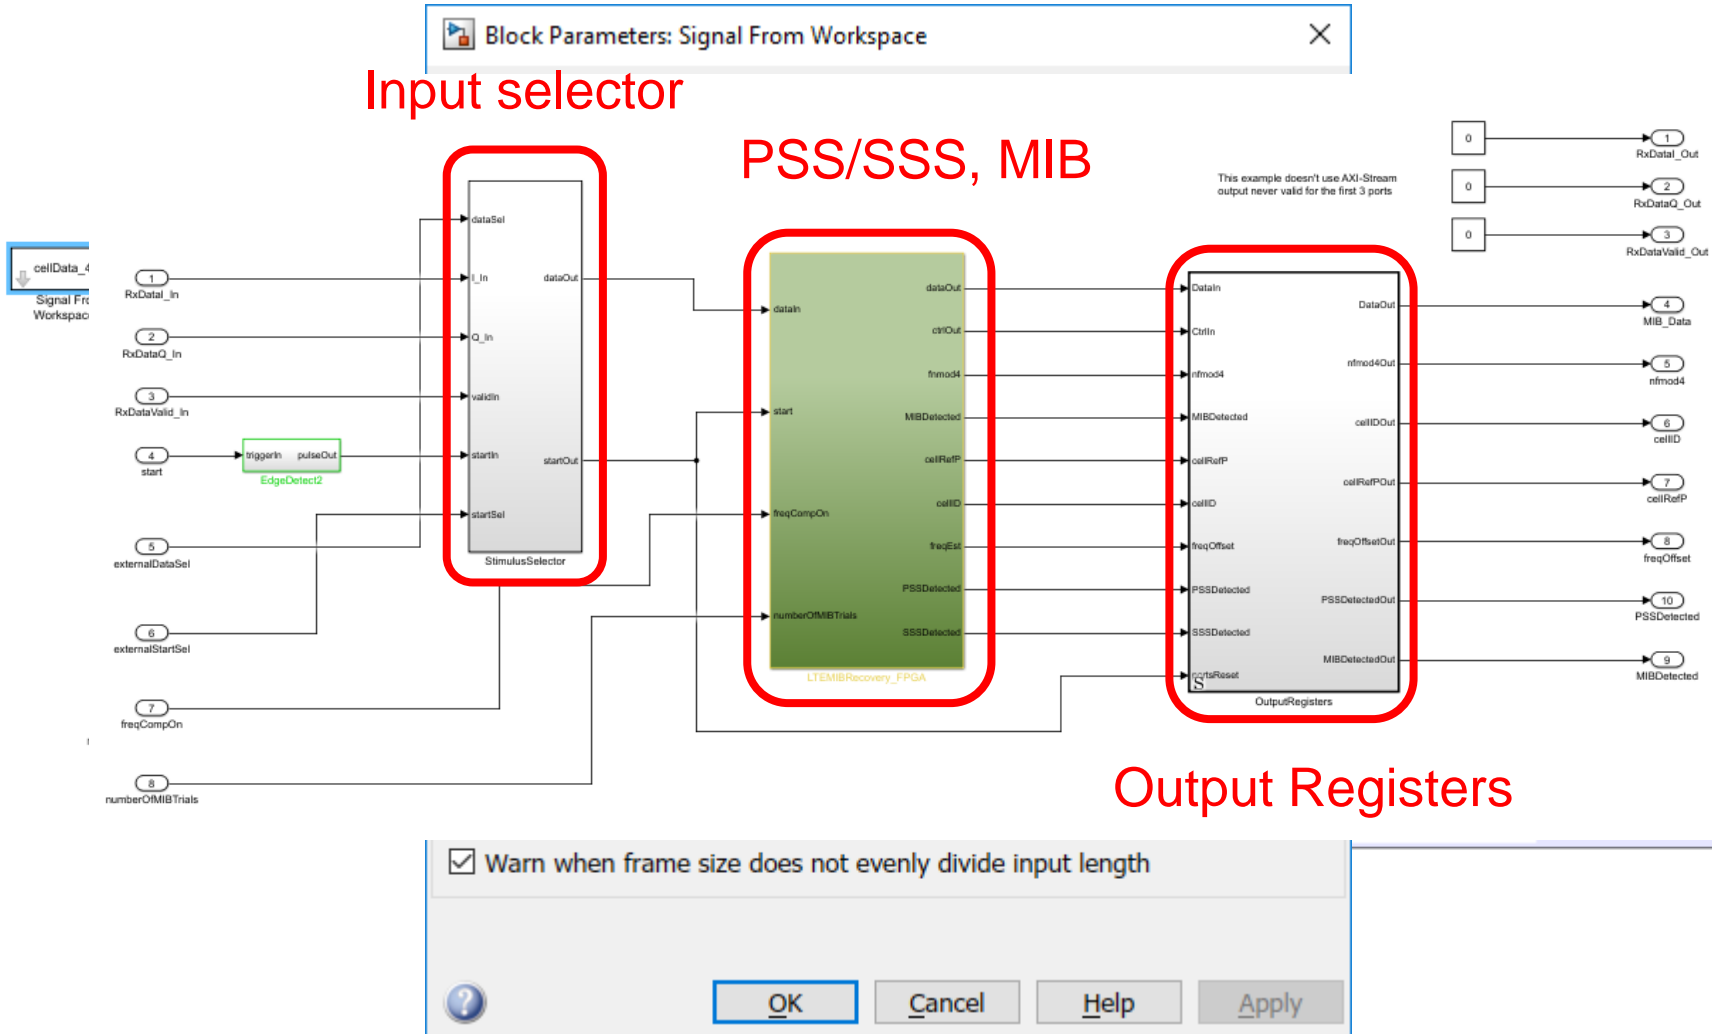 Block Parameters: Signal From Workspace
Input selector
PSS/SSS, MIB
This example doesn't use AXI-Stream
output never valid for the first 3 ports
0
1
RxDataI_Out
0
2
RxDataQ_Out
0
3
RxDataValid_Out
cellData_4
Signal Fro
Workspac
1
RxDataI_In
2
RxDataQ_In
3
RxDataValid_In
4
start
triggerIn pulseOut
EdgeDetect2
5
externalDataSel
6
externalStartSel
7
freqCompOn
8
numberOfMIBTrials
dataSel
I_In
dataOut
Q_In
validIn
startIn
startOut
startSel
StimulusSelector
dataIn
start
freqCompOn
numberOfMIBTrials
dataOut
ctrlOut
fnmod4
MIBDetected
cellRefP
cellID
freqEst
PSSDetected
SSSDetected
LTEMIBRecovery_FPGA
DataIn
CtrlIn
nfmod4
MIBDetected
cellRefP
cellID
freqOffset
PSSDetected
SSSDetected
portsReset
S
DataOut
nfmod4Out
cellIDOut
cellRefPOut
freqOffsetOut
PSSDetectedOut
MIBDetectedOut
OutputRegisters
4
MIB_Data
5
nfmod4
6
cellID
7
cellRefP
8
freqOffset
10
PSSDetected
9
MIBDetected
Output Registers
Warn when frame size does not evenly divide input length
?
OK Cancel Help Apply